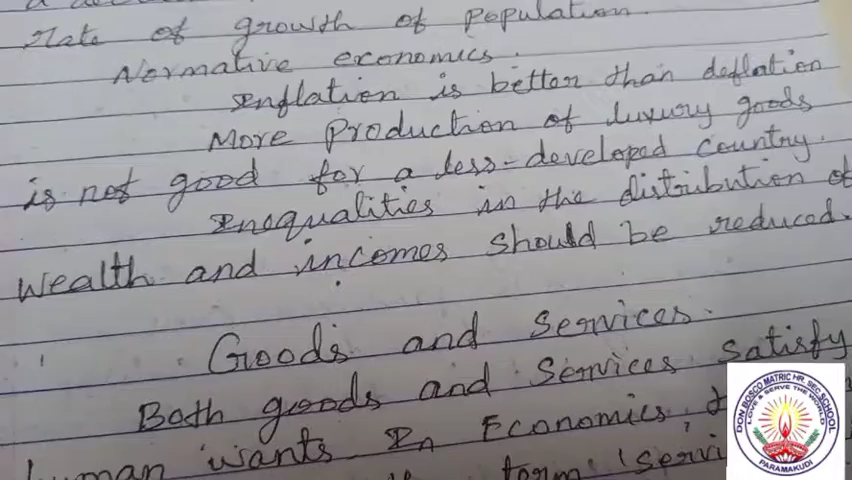 Rate of growth of population.
Normative economics.
Inflation is better than deflation
More Production of luxury goods
is not good for a less-developed country.
Inequalities in the distribution of
Wealth and incomes should be reduced.
Goods and Services.
Both goods and Services satisfy
human wants In Economics,
term 'servi
DON BOSCO MATRIC HR. SEC SCHOOL
LOVE & SERVE THE WORLD
PARAMAKUDI